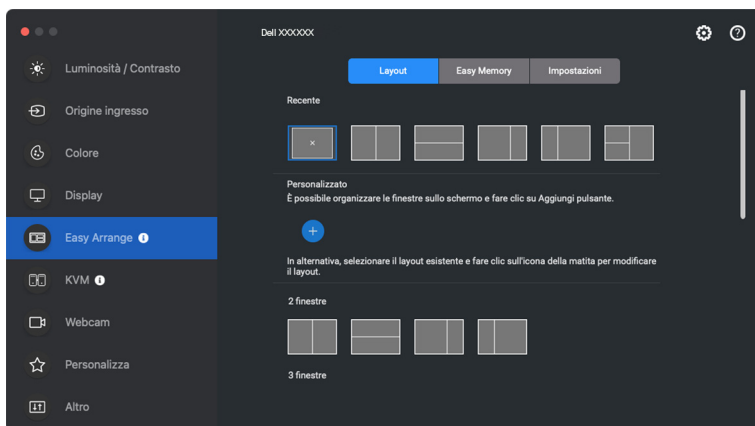 Dell XXXXXX
Luminosità / Contrasto
Origine ingresso
Colore
Display
Easy Arrange
KVM
Webcam
Personalizza
Altro
Layout
Easy Memory
Impostazioni
Recente
Personalizzato
È possibile organizzare le finestre sullo schermo e fare clic su Aggiungi pulsante.
In alternativa, selezionare il layout esistente e fare clic sull'icona della matita per modificare
il layout.
2 finestre
3 finestre